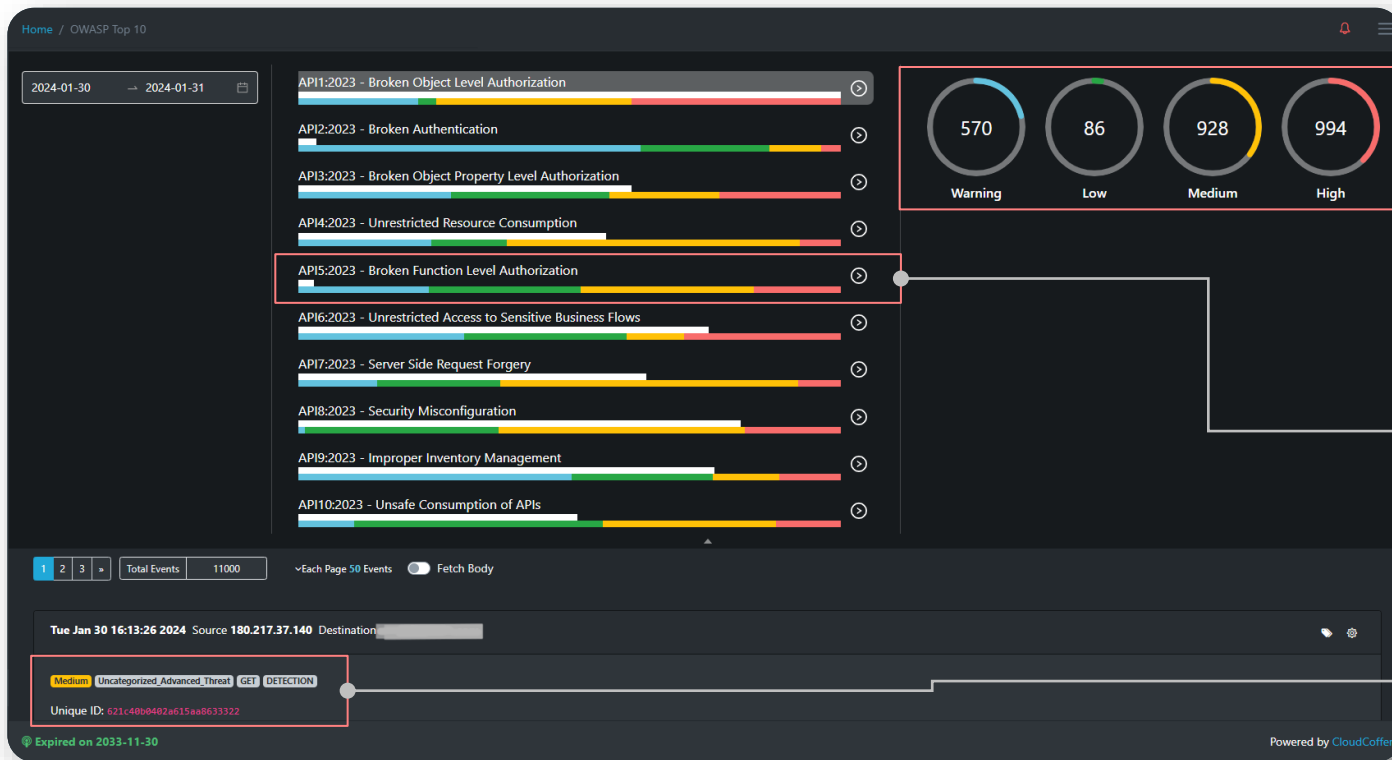 Home / OWASP Top 10
2024-01-30 → 2024-01-31
API1:2023 - Broken Object Level Authorization
API2:2023 - Broken Authentication
API3:2023 - Broken Object Property Level Authorization
API4:2023 - Unrestricted Resource Consumption
API5:2023 - Broken Function Level Authorization
API6:2023 - Unrestricted Access to Sensitive Business Flows
API7:2023 - Server Side Request Forgery
API8:2023 - Security Misconfiguration
API9:2023 - Improper Inventory Management
API10:2023 - Unsafe Consumption of APIs
570 86 928 994
Warning Low Medium High
1 2 3 » Total Events 11000 Each Page 50 Events Fetch Body
Tue Jan 30 16:13:26 2024 Source 180.217.37.140 Destination
Medium Uncategorized_Advanced_Threat GET DETECTION
Unique ID: 621c40b0402a615aa8633322
Expired on 2033-11-30
Powered by CloudCoffer